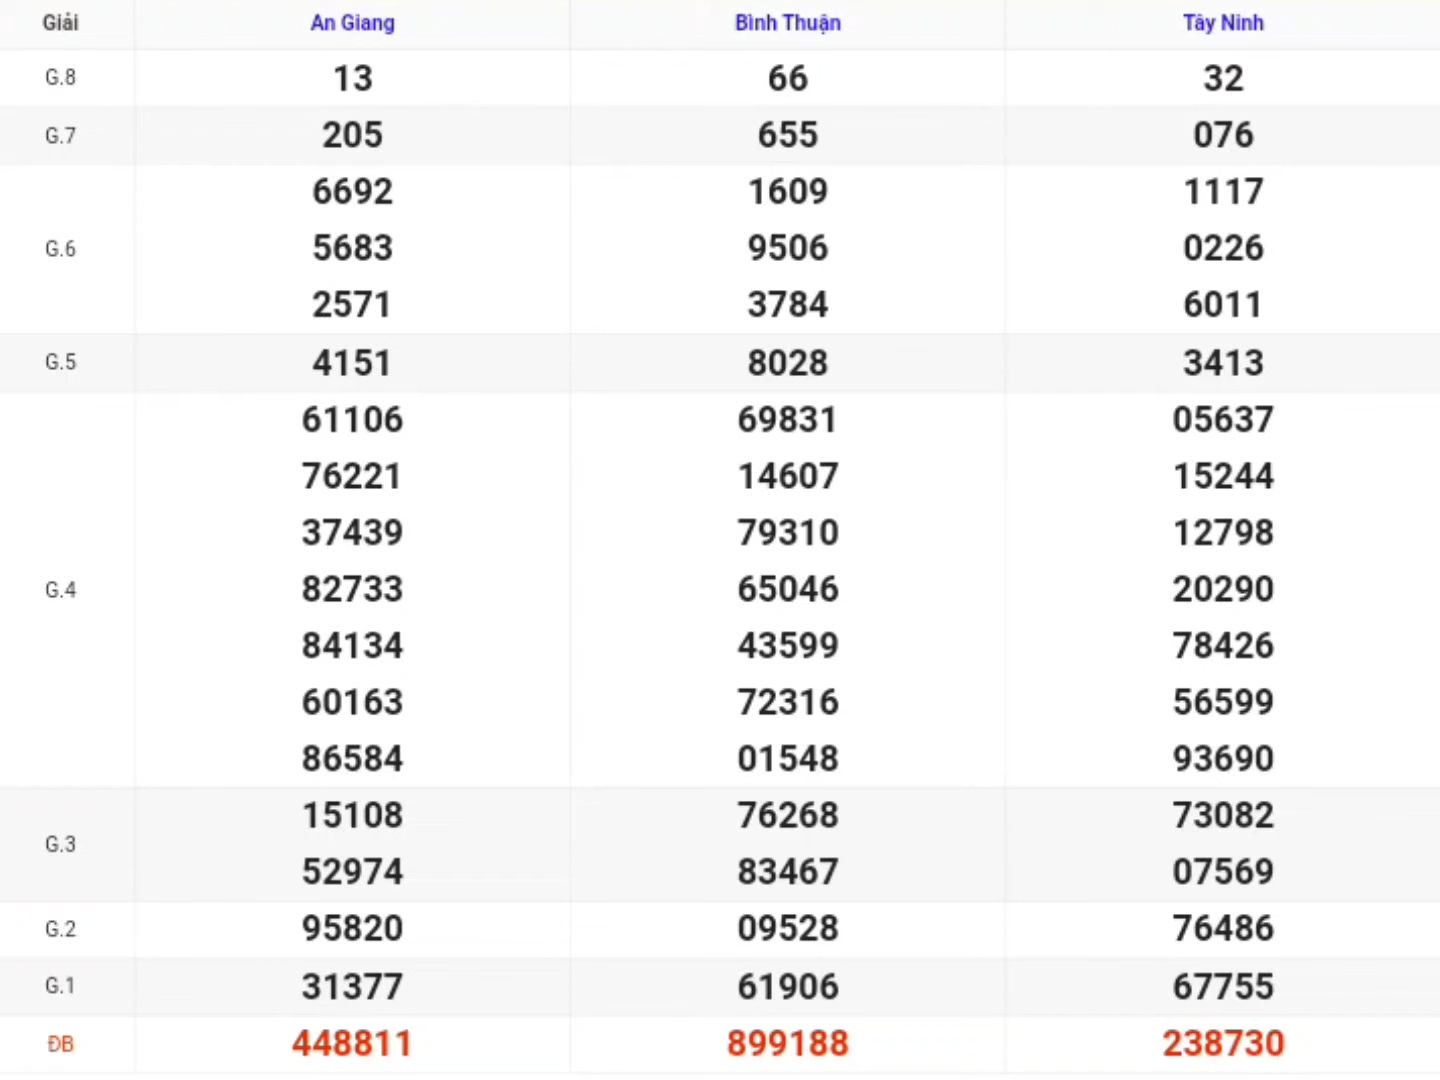 Giải An Giang Bình Thuận Tây Ninh
G.8 13 66 32
G.7 205 655 076
6692 1609 1117
G.6 5683 9506 0226
2571 3784 6011
G.5 4151 8028 3413
61106 69831 05637
76221 14607 15244
37439 79310 12798
G.4 82733 65046 20290
84134 43599 78426
60163 72316 56599
86584 01548 93690
15108 76268 73082
G.3
52974 83467 07569
G.2 95820 09528 76486
G.1 31377 61906 67755
ĐB 448811 899188 238730